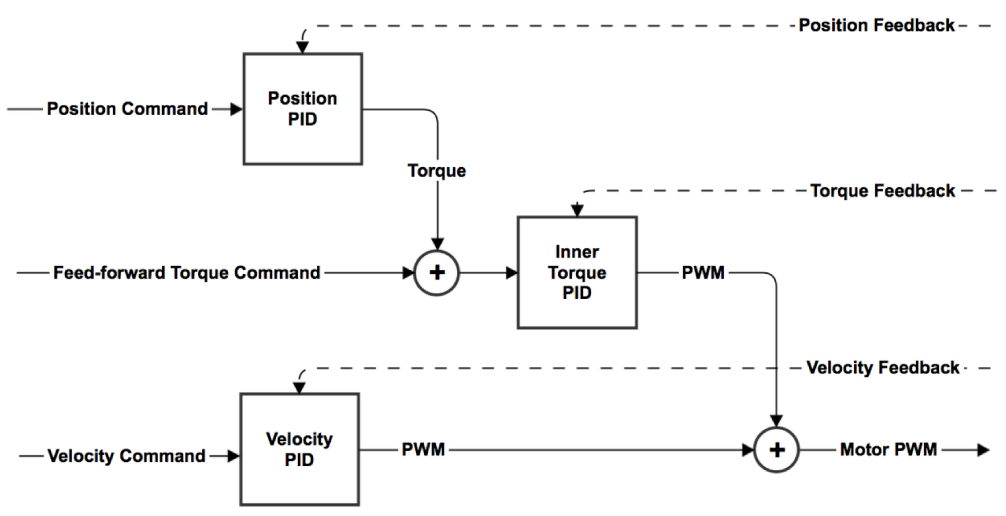 Position Feedback
Position Command
Position
PID
Torque
Torque Feedback
Feed-forward Torque Command
+
Inner
Torque
PID
PWM
Velocity Feedback
Velocity Command
Velocity
PID
PWM
+
Motor PWM